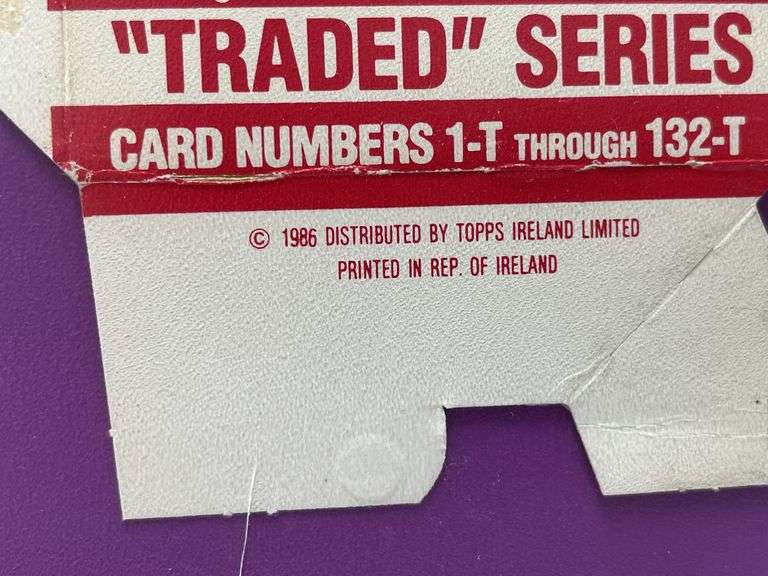 "TRADED" SERIES
CARD NUMBERS 1-T THROUGH 132-T
© 1986 DISTRIBUTED BY TOPPS IRELAND LIMITED
PRINTED IN REP. OF IRELAND